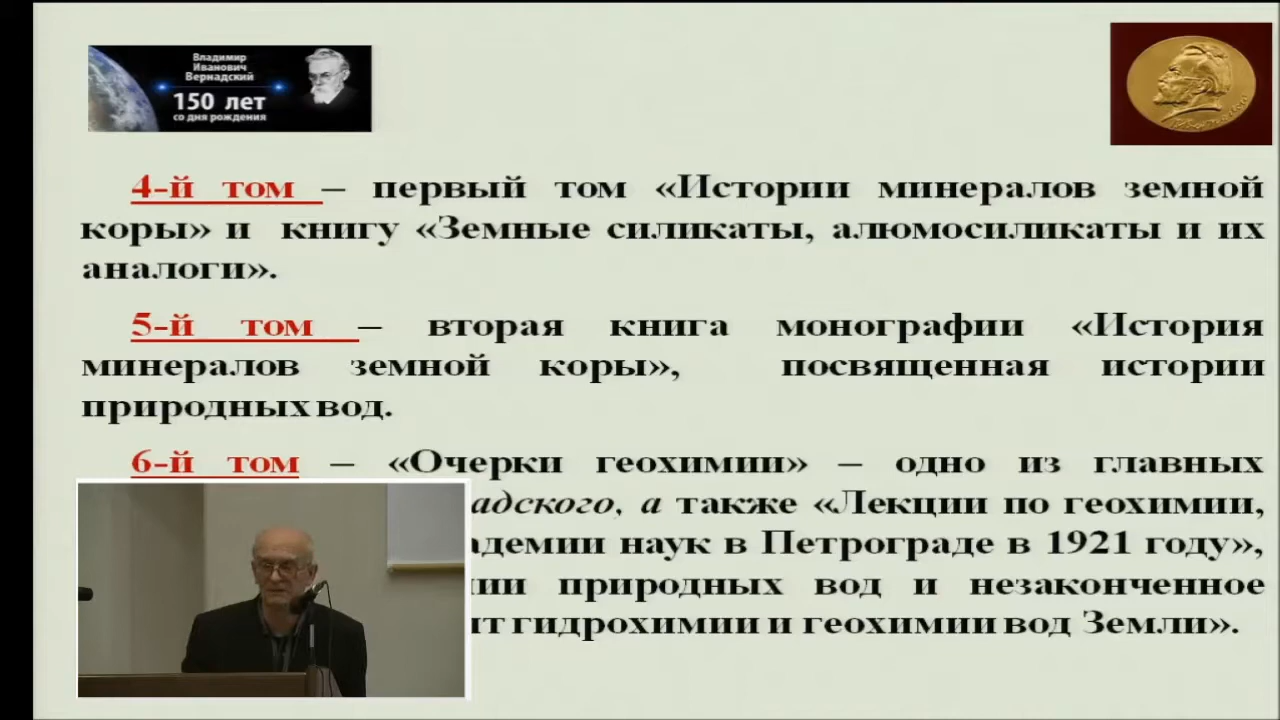 Владимир
Иванович
Вернадский
150 лет
со дня рождения
4-й том – первый том «Истории минералов земной
коры» и книгу «Земные силикаты, алюмосиликаты и их
аналоги».
5-й том – вторая книга монографии «История
минералов земной коры», посвященная истории
природных вод.
6-й том – «Очерки геохимии» – одно из главных
адского, а также «Лекции по геохимии,
адемии наук в Петрограде в 1921 году»,
ии природных вод и незаконченное
т гидрохимии и геохимии вод Земли».